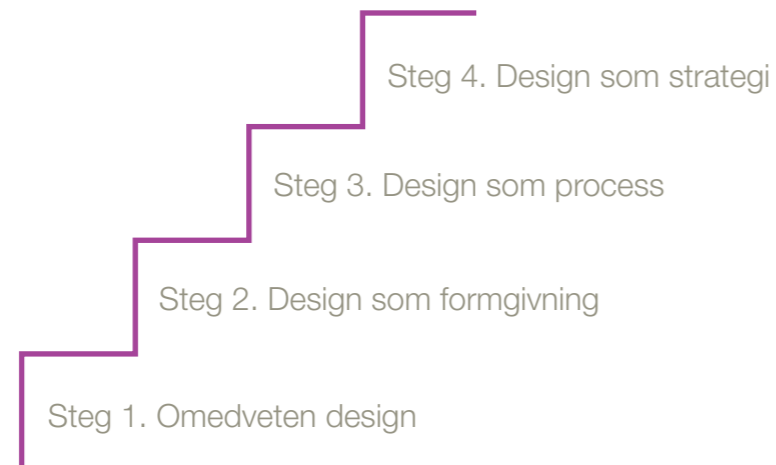 Steg 4. Design som strategi
Steg 3. Design som process
Steg 2. Design som formgivning
Steg 1. Omedveten design